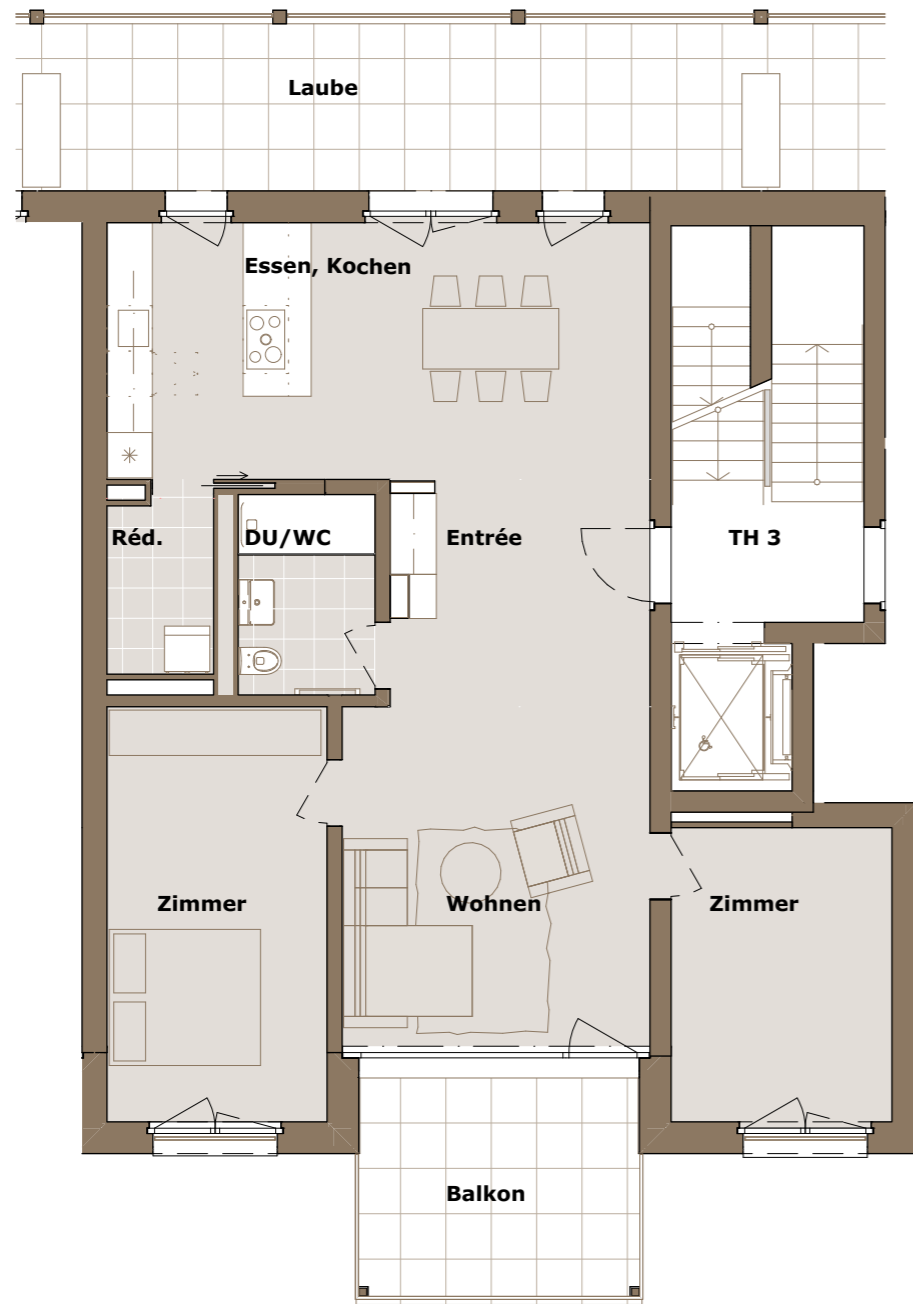 Laube
Essen, Kochen
Réd.
DU/WC
Entrée
TH 3
Zimmer
Wohnen
Zimmer
Balkon